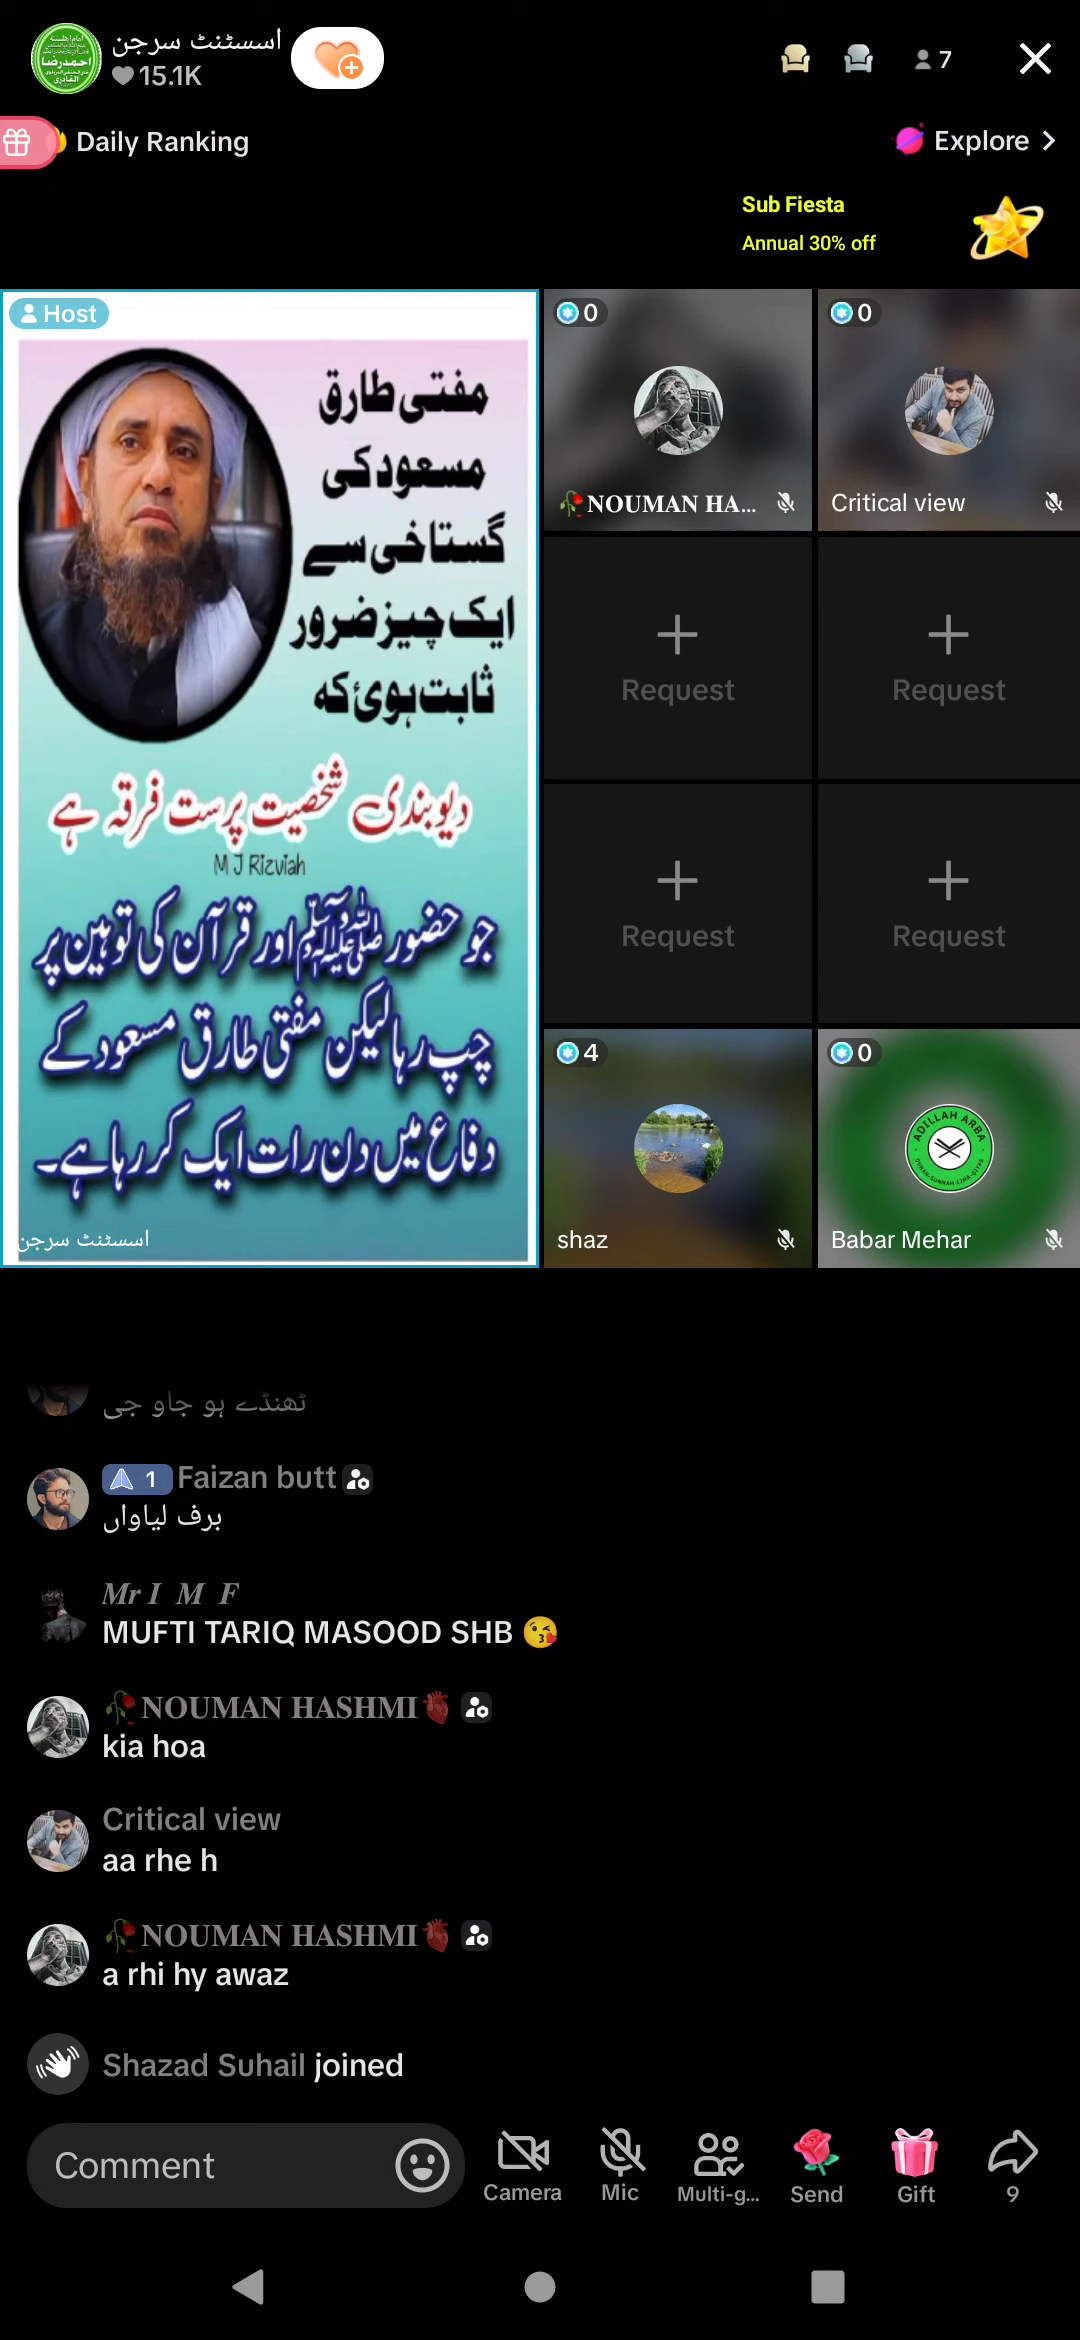 اسسٹنٹ سرجن
15.1K
7
Daily Ranking
Explore
Sub Fiesta
Annual 30% off
Host
مفتی طارق
مسعود کی
گستاخی سے
ایک چیز ضرور
ثابت ہوئ کہ
دیوبندی شخصیت پرست فرقہ ہے
M J Rizviah
جو حضور ﷺ اور قرآن کی توہین پر
چپ رہا لیکن مفتی طارق مسعود کے
دفاع میں دن رات ایک کر رہا ہے۔
اسسٹنٹ سرجن
0
NOUMAN HA...
0
Critical view
Request
Request
Request
Request
4
shaz
0
ADILLAH ARBA
Babar Mehar
ٹھنڈے ہو جاو جی
1 Faizan butt
برف لیاواں
Mr I M F
MUFTI TARIQ MASOOD SHB 😘
🥀NOUMAN HASHMI🫀
kia hoa
Critical view
aa rhe h
🥀NOUMAN HASHMI🫀
a rhi hy awaz
Shazad Suhail joined
Comment
Camera
Mic
Multi-g...
Send
Gift
9